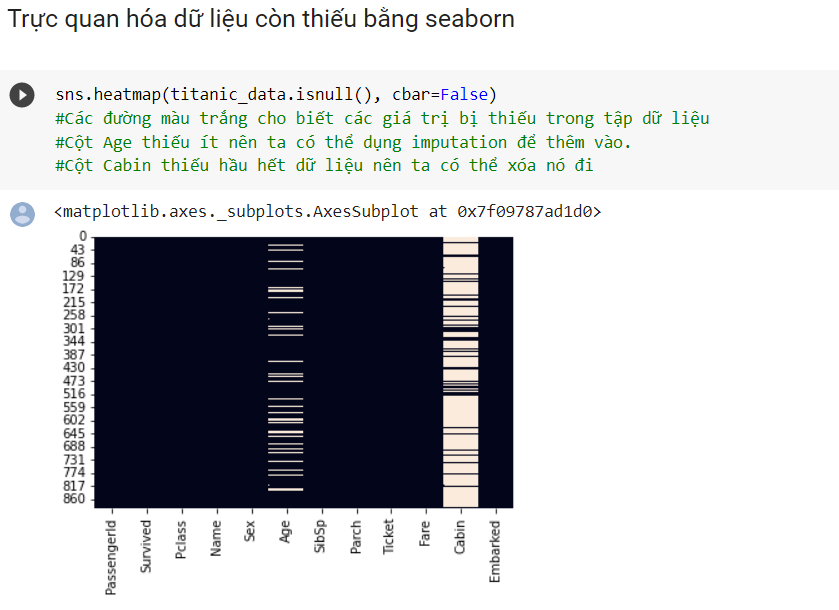 Trực quan hóa dữ liệu còn thiếu bằng seaborn
sns.heatmap(titanic_data.isnull(), cbar=False)
#Các đường màu trắng cho biết các giá trị bị thiếu trong tập dữ liệu
#Cột Age thiếu ít nên ta có thể dụng imputation để thêm vào.
#Cột Cabin thiếu hầu hết dữ liệu nên ta có thể xóa nó đi
<matplotlib.axes._subplots.AxesSubplot at 0x7f09787ad1d0>
0
43
86
129
172
215
258
301
344
387
430
473
516
559
602
645
688
731
774
817
860
PassengerId
Survived
Pclass
Name
Sex
Age
SibSp
Parch
Ticket
Fare
Cabin
Embarked